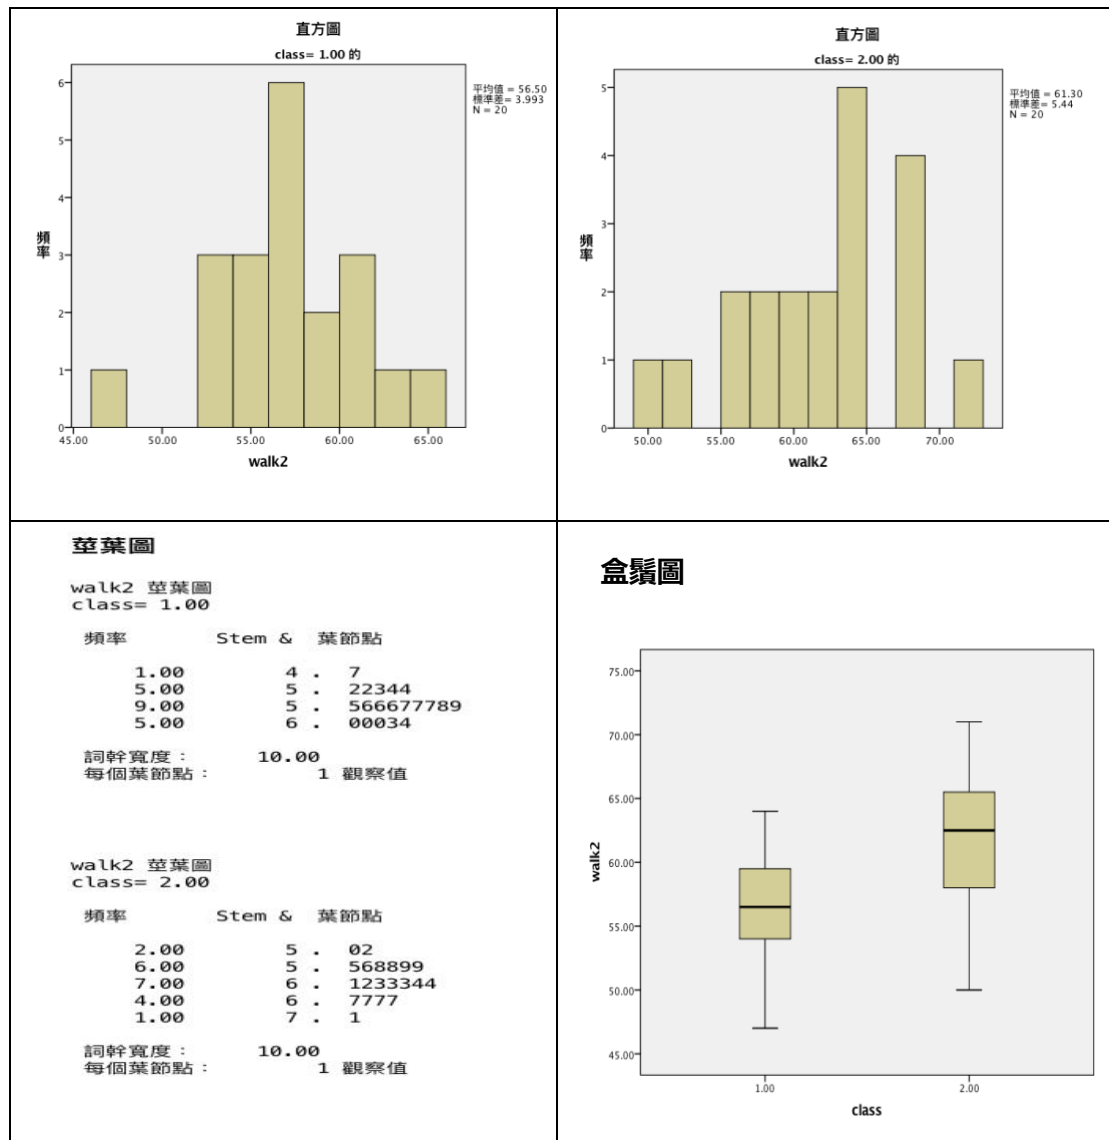 直方圖
class= 1.00 的
平均值 = 56.50
標準差= 3.993
N = 20
頻率
6
5
4
3
2
1
0
45.00 50.00 55.00 60.00 65.00
walk2
直方圖
class= 2.00 的
平均值 = 61.30
標準差= 5.44
N = 20
頻率
5
4
3
2
1
0
50.00 55.00 60.00 65.00 70.00
walk2
莖葉圖
walk2 莖葉圖
class= 1.00
頻率 Stem & 葉節點
1.00 4 . 7
5.00 5 . 22344
9.00 5 . 566677789
5.00 6 . 00034
詞幹寬度： 10.00
每個葉節點： 1 觀察值
walk2 莖葉圖
class= 2.00
頻率 Stem & 葉節點
2.00 5 . 02
6.00 5 . 568899
7.00 6 . 1233344
4.00 6 . 7777
1.00 7 . 1
詞幹寬度： 10.00
每個葉節點： 1 觀察值
盒鬚圖
75.00
70.00
65.00
60.00
55.00
50.00
45.00
walk2
1.00 2.00
class